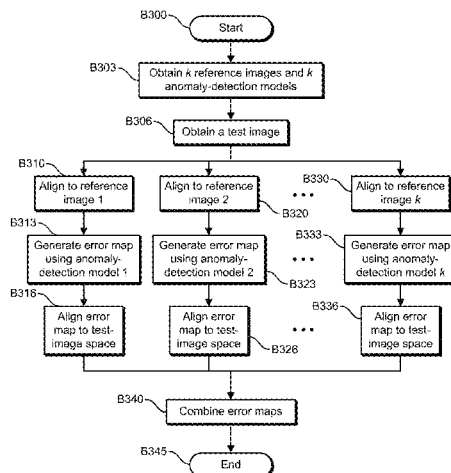 B300
Start
B303
Obtain k reference images and k
anomaly-detection models
B306
Obtain a test image
B310
Align to reference
image 1
Align to reference
image 2
B320
B330
Align to reference
image k
B313
Generate error map
using anomaly-
detection model 1
Generate error map
using anomaly-
detection model 2
B323
B333
Generate error map
using anomaly-
detection model k
B316
Align error
map to test-
image space
Align error
map to test-
image space
B326
B336
Align error
map to test-
image space
B340
Combine error maps
B345
End